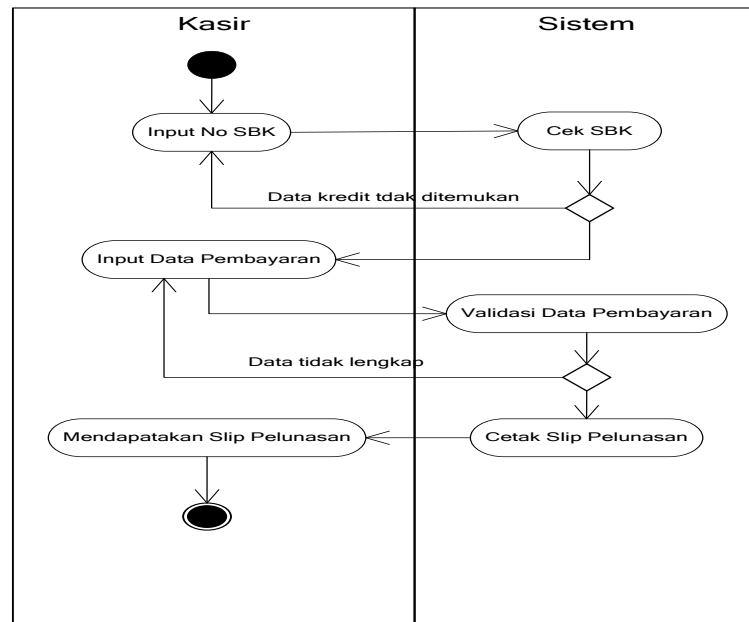 Kasir
Sistem
Input No SBK
Cek SBK
Data kredit tdak ditemukan
Input Data Pembayaran
Validasi Data Pembayaran
Data tidak lengkap
Mendapatakan Slip Pelunasan
Cetak Slip Pelunasan